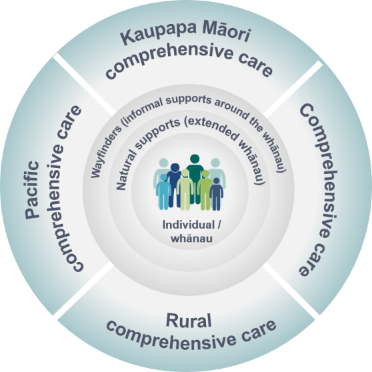 Kaupapa Māori
comprehensive care
Comprehensive care
Rural
comprehensive care
Pacific
comprehensive care
Wayfinders (informal supports around the whānau)
Natural supports (extended whānau)
Individual /
whānau